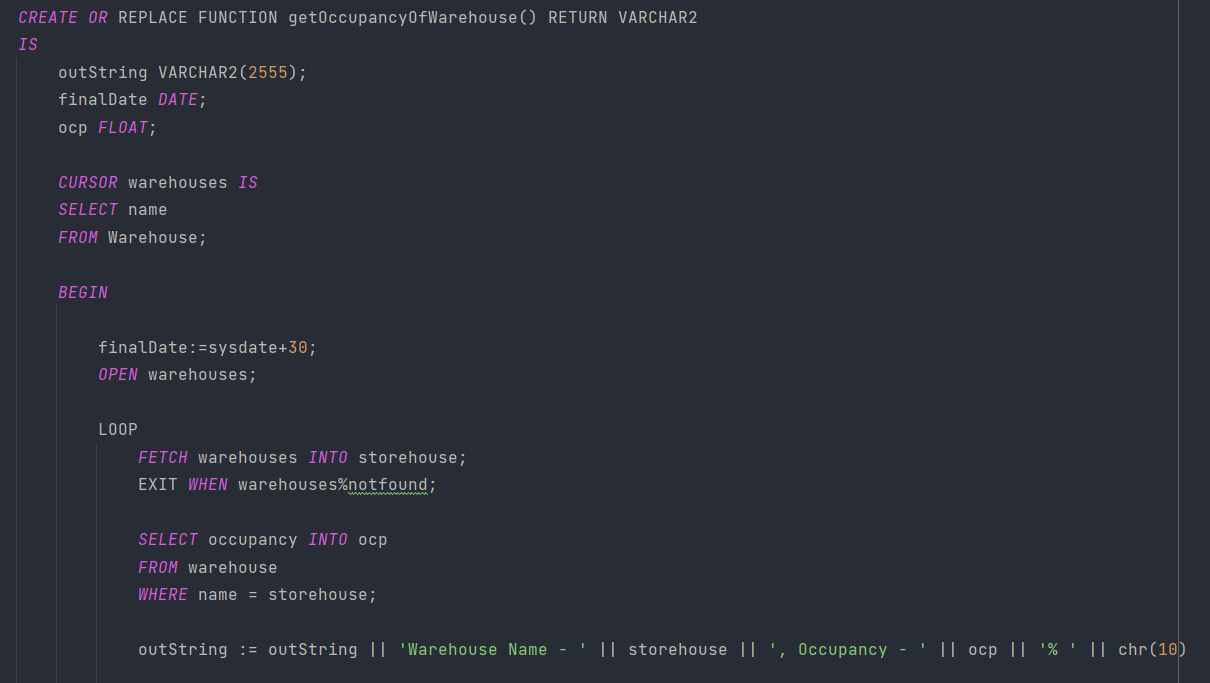 CREATE OR REPLACE FUNCTION getOccupancyOfWarehouse() RETURN VARCHAR2
IS
    outString VARCHAR2(2555);
    finalDate DATE;
    ocp FLOAT;

    CURSOR warehouses IS
    SELECT name
    FROM Warehouse;

    BEGIN

        finalDate:=sysdate+30;
        OPEN warehouses;

        LOOP
            FETCH warehouses INTO storehouse;
            EXIT WHEN warehouses%notfound;

            SELECT occupancy INTO ocp
            FROM warehouse
            WHERE name = storehouse;

            outString := outString || 'Warehouse Name - ' || storehouse || ', Occupancy - ' || ocp || '% ' || chr(10)